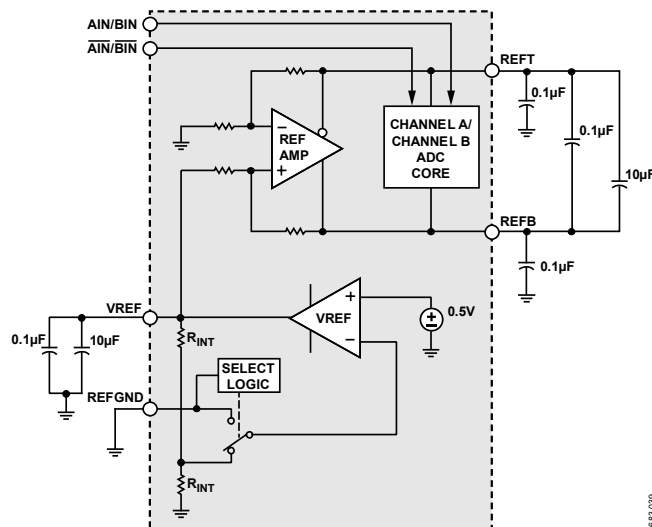 AIN/BIN
AIN/BIN
REFT
0.1µF
0.1µF
10µF
−
REF
AMP
+
CHANNEL A/
CHANNEL B
ADC
CORE
REFB
0.1µF
VREF
+
VREF
−
0.5V
0.1µF
10µF
RINT
SELECT
LOGIC
REFGND
RINT